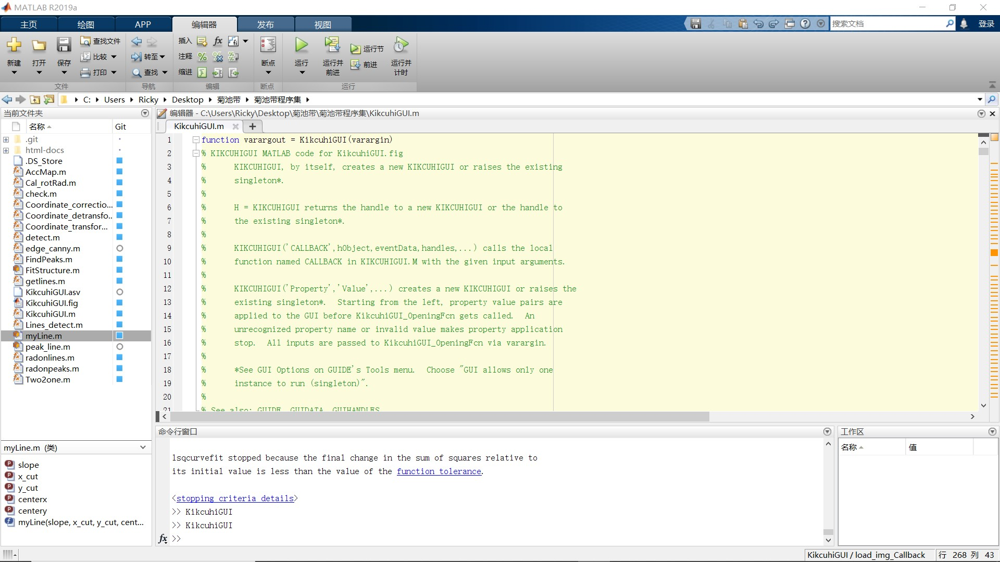 MATLAB R2019a
主页 绘图 APP 编辑器 发布 视图 搜索文档 登录
新建 打开 保存 查找文件 比较 打印 转至 查找 插入 注释 缩进 断点 运行 运行并前进 运行节 前进 运行并计时
文件 导航 编辑 断点 运行
C: Users Ricky Desktop 菊池带 菊池带程序集
当前文件夹
名称 Git
.git
html-docs
.DS_Store
AccMap.m
Cal_rotRad.m
check.m
Coordinate_correctio...
Coordinate_detransfo..
Coordinate_transfor...
detect.m
edge_canny.m
FindPeaks.m
FitStructure.m
getlines.m
KikcuhiGUI.asv
KikcuhiGUI.fig
KikcuhiGUI.m
Lines_detect.m
myLine.m
peak_line.m
radonlines.m
radonpeaks.m
Two2one.m
myLine.m (类)
slope
x_cut
y_cut
centerx
centery
myLine(slope, x_cut, y_cut, cent...
编辑器 - C:\Users\Ricky\Desktop\菊池带\菊池带程序集\KikcuhiGUI.m
KikcuhiGUI.m
1 function varargout = KikcuhiGUI(varargin)
2 % KIKCUHIGUI MATLAB code for KikcuhiGUI.fig
3 % KIKCUHIGUI, by itself, creates a new KIKCUHIGUI or raises the existing
4 % singleton*.
5 %
6 % H = KIKCUHIGUI returns the handle to a new KIKCUHIGUI or the handle to
7 % the existing singleton*.
8 %
9 % KIKCUHIGUI('CALLBACK',hObject,eventData,handles,...) calls the local
10 % function named CALLBACK in KIKCUHIGUI.M with the given input arguments.
11 %
12 % KIKCUHIGUI('Property','Value',...) creates a new KIKCUHIGUI or raises the
13 % existing singleton*. Starting from the left, property value pairs are
14 % applied to the GUI before KikcuhiGUI_OpeningFcn gets called. An
15 % unrecognized property name or invalid value makes property application
16 % stop. All inputs are passed to KikcuhiGUI_OpeningFcn via varargin.
17 %
18 % *See GUI Options on GUIDE's Tools menu. Choose "GUI allows only one
19 % instance to run (singleton)".
20 %
21 % See also: GUIDE, GUIDATA, GUIHANDLES
命令行窗口
lsqcurvefit stopped because the final change in the sum of squares relative to
its initial value is less than the value of the function tolerance.
<stopping criteria details>
>> KikcuhiGUI
>> KikcuhiGUI
fx >>
工作区
名称 值
KikcuhiGUI / load_img_Callback 行 268 列 43